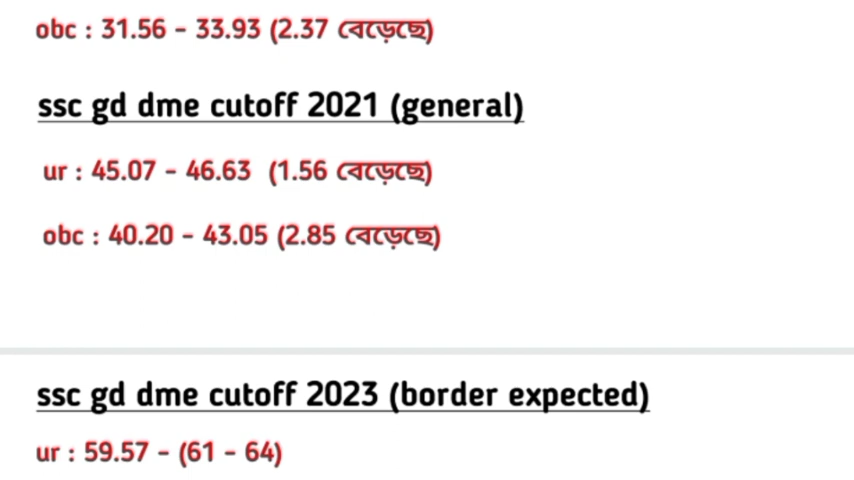 obc : 31.56 - 33.93 (2.37 বেড়েছে)
ssc gd dme cutoff 2021 (general)
ur : 45.07 - 46.63 (1.56 বেড়েছে)
obc : 40.20 - 43.05 (2.85 বেড়েছে)
ssc gd dme cutoff 2023 (border expected)
ur : 59.57 - (61 - 64)